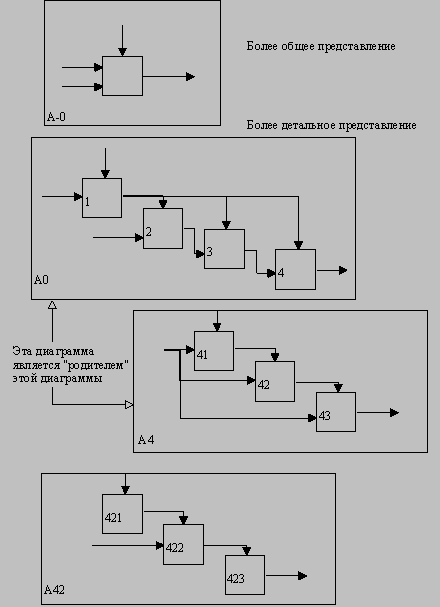 Более общее представление
A-0
Более детальное представление
1
2
3
4
A0
Эта диаграмма
является "родителем"
этой диаграммы
41
42
43
A4
421
422
423
A42